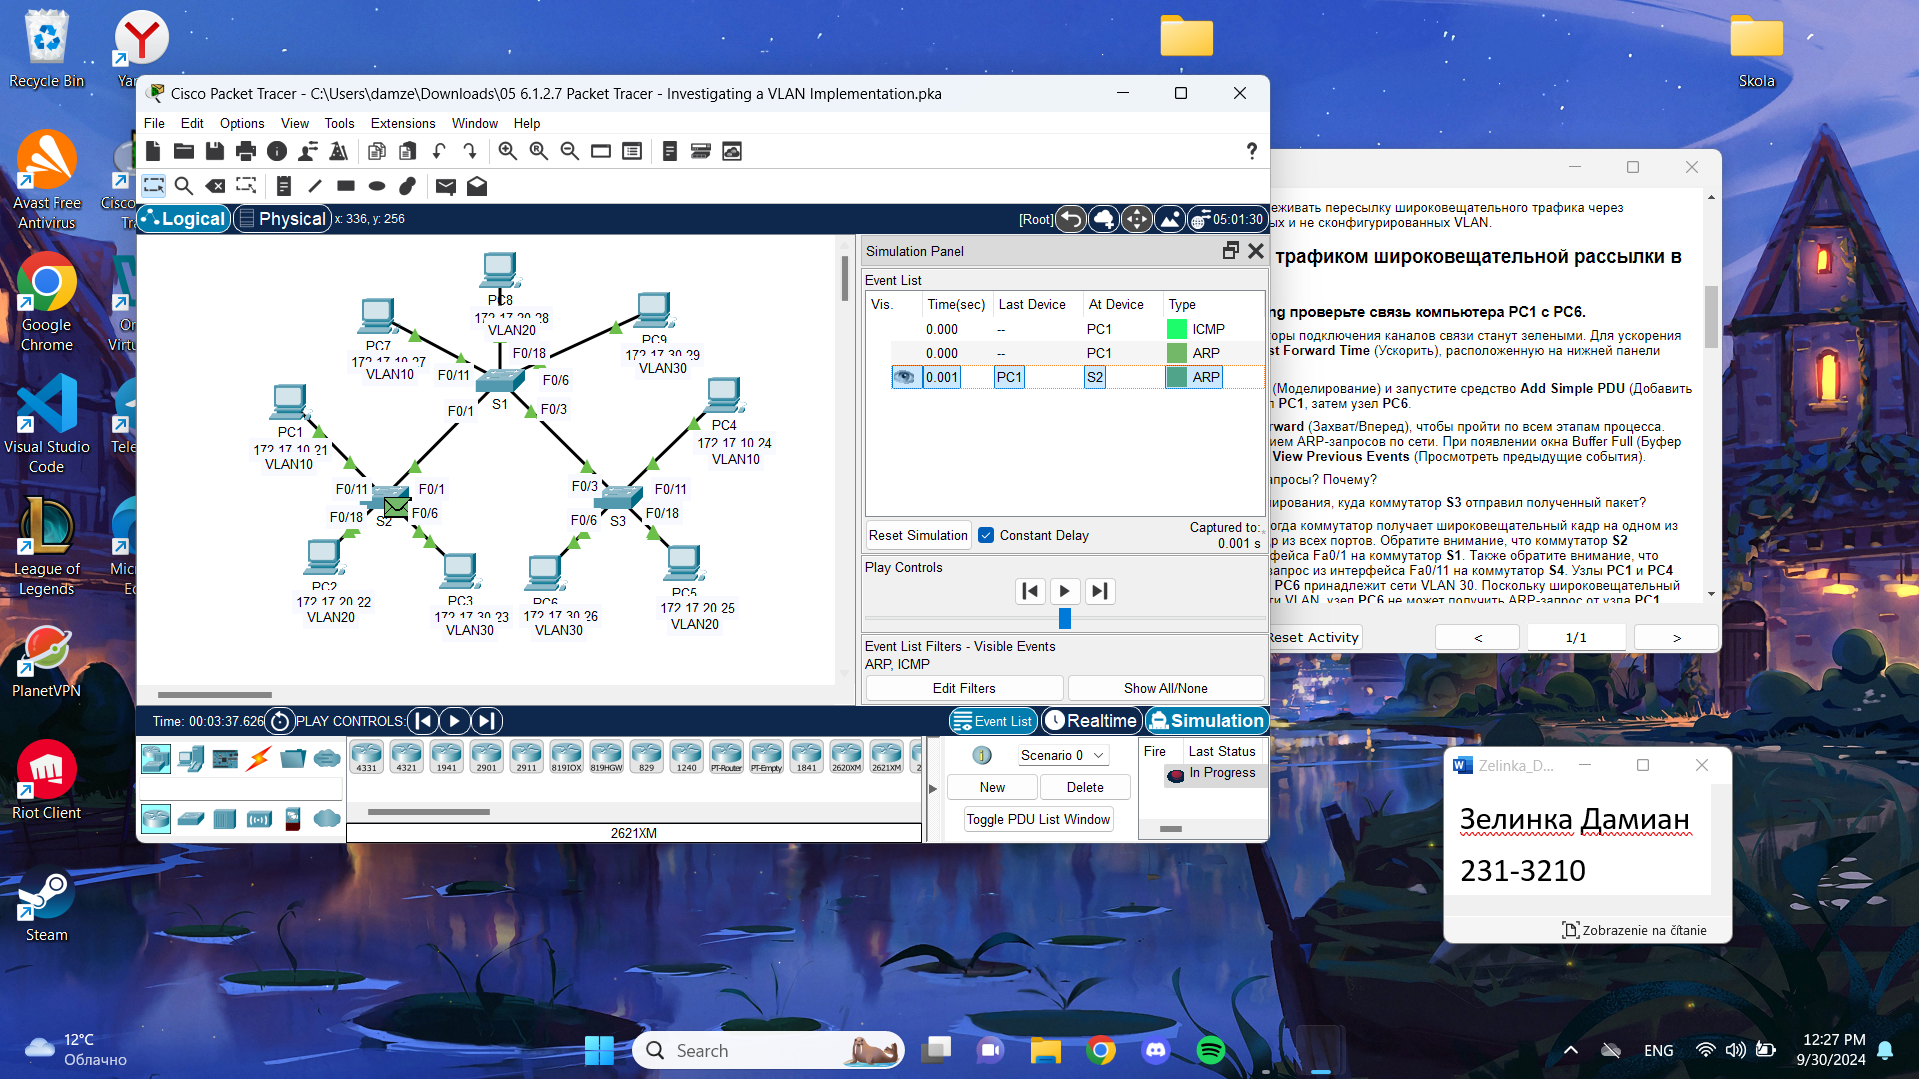 Recycle Bin
Yan
Avast Free
Antivirus
Cisco
Tra
Google
Chrome
Or
Virtu
Visual Studio
Code
Tele
League of
Legends
Micr
Ed
PlanetVPN
Riot Client
Steam
Skola
Cisco Packet Tracer - C:\Users\damze\Downloads\05 6.1.2.7 Packet Tracer - Investigating a VLAN Implementation.pka
File Edit Options View Tools Extensions Window Help
?
Logical Physical x: 336, y: 256
[Root] 05:01:30
PC8
172.17.20.28
VLAN20
PC7
172.17.10.27
VLAN10
PC9
172.17.30.29
VLAN30
F0/18
F0/11
F0/6
S1
F0/1
F0/3
PC1
172.17.10.21
VLAN10
PC4
172.17.10.24
VLAN10
F0/11
F0/1
F0/18
F0/6
S2
F0/3
F0/11
F0/6
F0/18
S3
PC2
172.17.20.22
VLAN20
PC3
172.17.30.23
VLAN30
PC6
172.17.30.26
VLAN30
PC5
172.17.20.25
VLAN20
Simulation Panel
Event List
Vis. Time(sec) Last Device At Device Type
0.000 -- PC1 ICMP
0.000 -- PC1 ARP
0.001 PC1 S2 ARP
Reset Simulation Constant Delay
Captured to:
0.001 s
Play Controls
Event List Filters - Visible Events
ARP, ICMP
Edit Filters Show All/None
Time: 00:03:37.626 PLAY CONTROLS:
Event List Realtime Simulation
4331 4321 1941 2901 2911 819IOX 819HGW 829 1240 PT-Router PT-Empty 1841 2620XM 2621XM 2
2621XM
Scenario 0
New Delete
Toggle PDU List Window
Fire Last Status
In Progress
еживать пересылку широковещательного трафика через
ых и не сконфигурированных VLAN.
трафиком широковещательной рассылки в
ng проверьте связь компьютера PC1 с PC6.
оры подключения каналов связи станут зелеными. Для ускорения
st Forward Time (Ускорить), расположенную на нижней панели
(Моделирование) и запустите средство Add Simple PDU (Добавить
л PC1, затем узел PC6.
rward (Захват/Вперед), чтобы пройти по всем этапам процесса.
ием ARP-запросов по сети. При появлении окна Buffer Full (Буфер
View Previous Events (Просмотреть предыдущие события).
апросы? Почему?
ирования, куда коммутатор S3 отправил полученный пакет?
огда коммутатор получает широковещательный кадр на одном из
др из всех портов. Обратите внимание, что коммутатор S2
рфейса Fa0/1 на коммутатор S1. Также обратите внимание, что
запрос из интерфейса Fa0/11 на коммутатор S4. Узлы PC1 и PC4
PC6 принадлежит сети VLAN 30. Поскольку широковещательный
ти VLAN, узел PC6 не может получить ARP-запрос от узла PC1
Reset Activity < 1/1 >
Zelinka_D...
Зелинка Дамиан
231-3210
Zobrazenie na čítanie
12°C
Облачно
Search
ENG
12:27 PM
9/30/2024